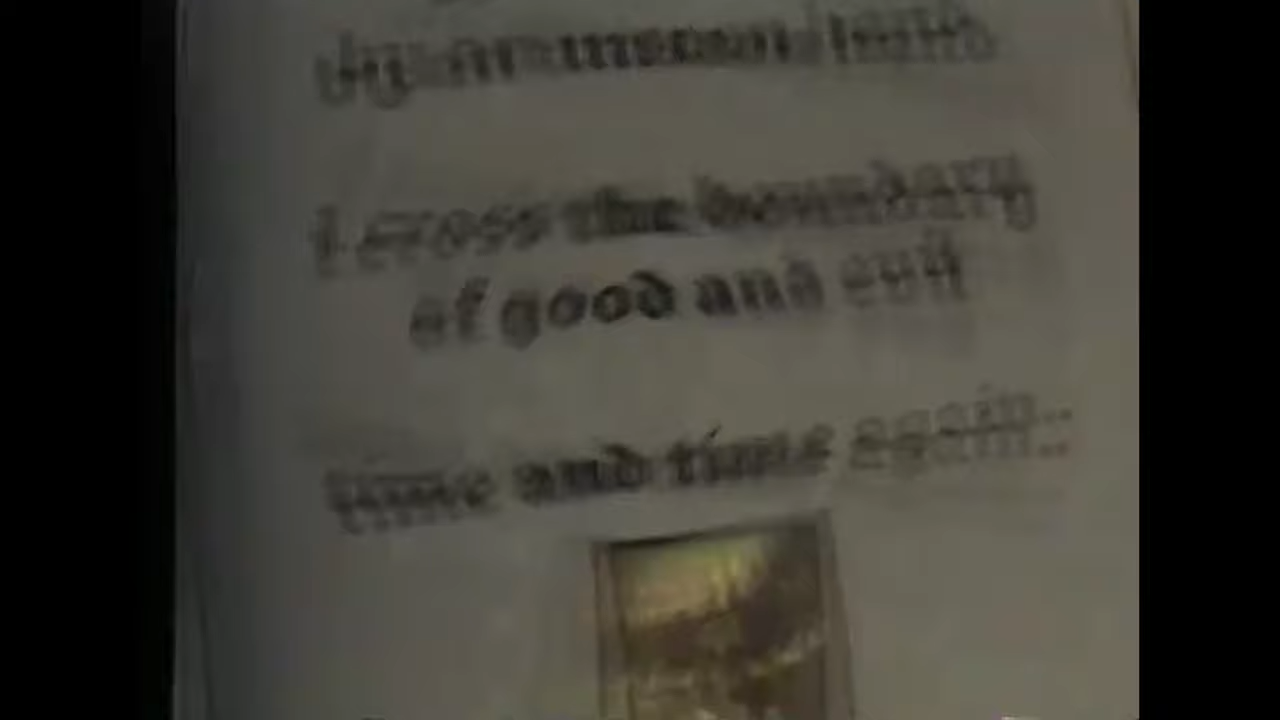 I cross the boundary
of good and evil
time and time again..